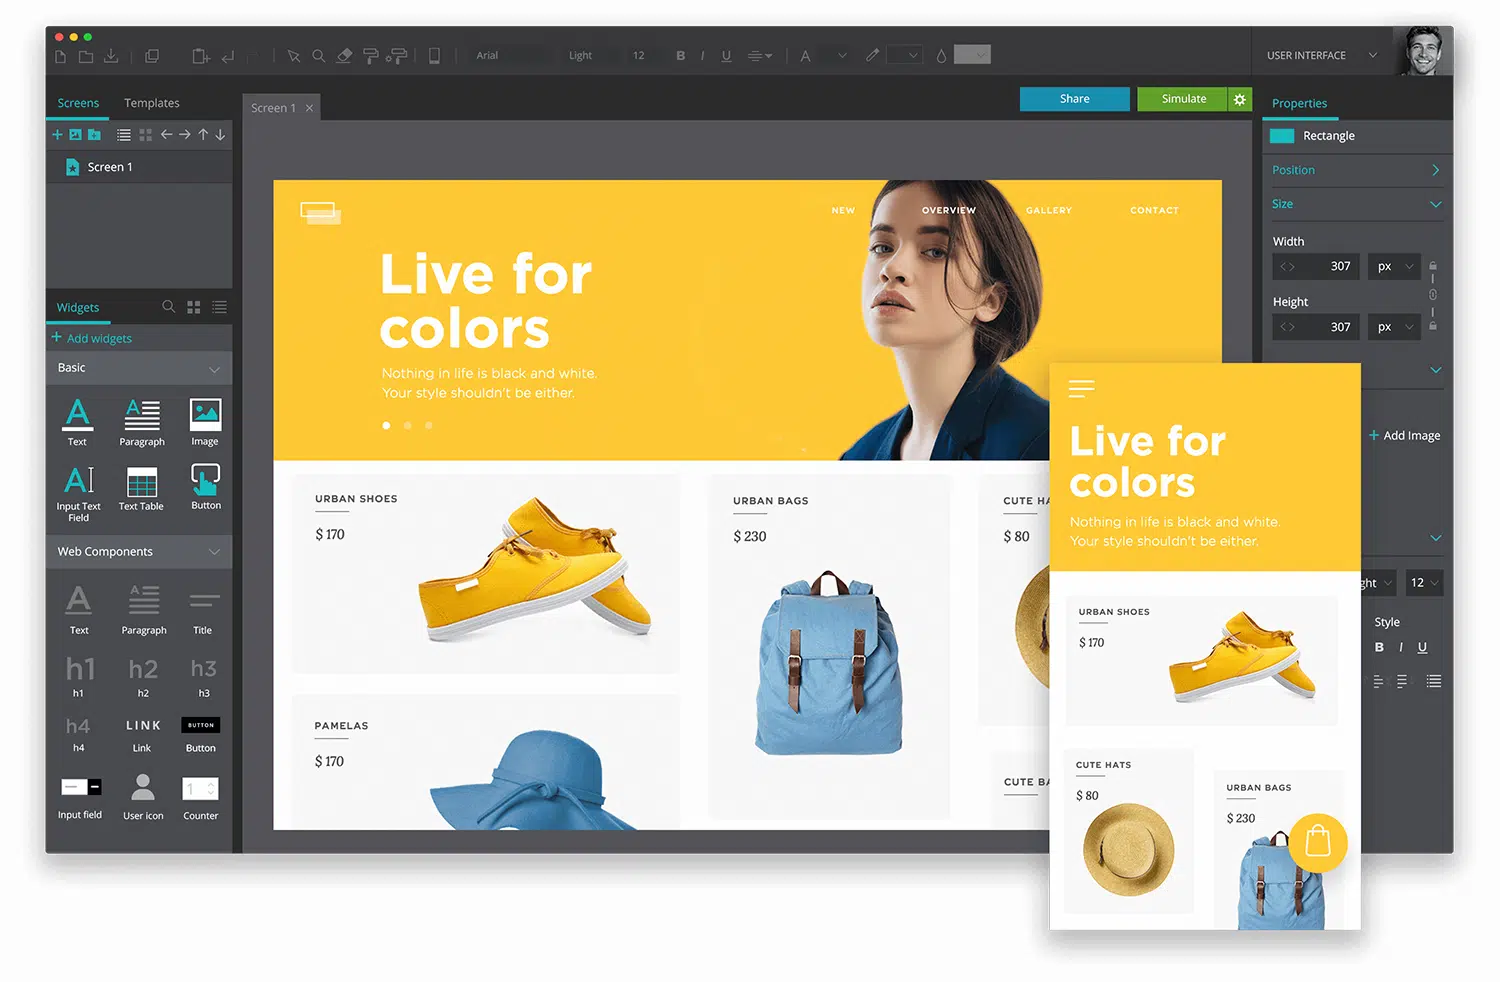 Arial Light 12 B I U A
USER INTERFACE
Screens Templates
Screen 1
Share Simulate
Properties
Screen 1
Rectangle
Position
Size
Width
307 px
Height
307 px
Add Image
12
Style
B I U
Widgets
Add widgets
Basic
A Text
A Paragraph
Image
A Input Text Field
Text Table
Button
Web Components
A Text
A Paragraph
Title
h1 h2 h3
h1 h2 h3
h4 LINK BUTTON
h4 Link Button
1
Input field User icon Counter
NEW OVERVIEW GALLERY CONTACT
Live for
colors
Nothing in life is black and white.
Your style shouldn't be either.
URBAN SHOES
$ 170
URBAN BAGS
$ 230
CUTE
$ 80
PAMELAS
$ 170
CUTE
Live for
colors
Nothing in life is black and white.
Your style shouldn't be either.
URBAN SHOES
$ 170
CUTE HATS
$ 80
URBAN BAGS
$ 230